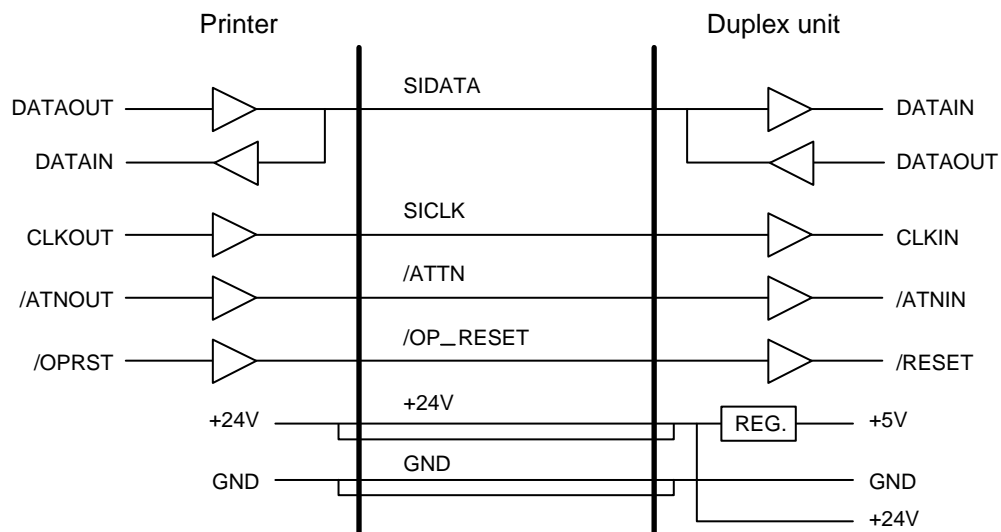 Printer Duplex unit
DATAOUT SIDATA DATAIN
DATAIN DATAOUT
CLKOUT SICLK CLKIN
/ATNOUT /ATTN /ATNIN
/OPRST /OP_RESET /RESET
+24V +24V REG. +5V
GND GND GND
+24V